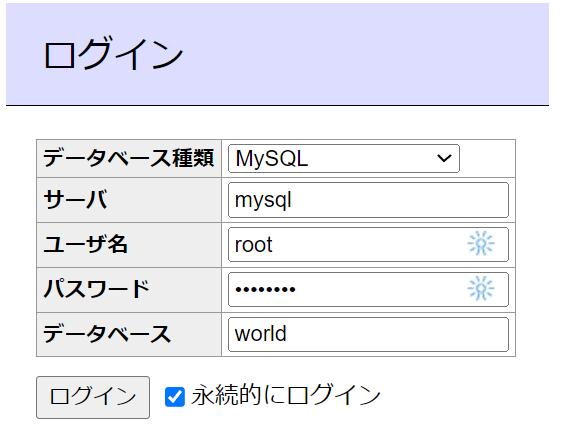 ログイン
データベース種類 MySQL
サーバ mysql
ユーザ名 root
パスワード ••••••••
データベース world
ログイン 永続的にログイン